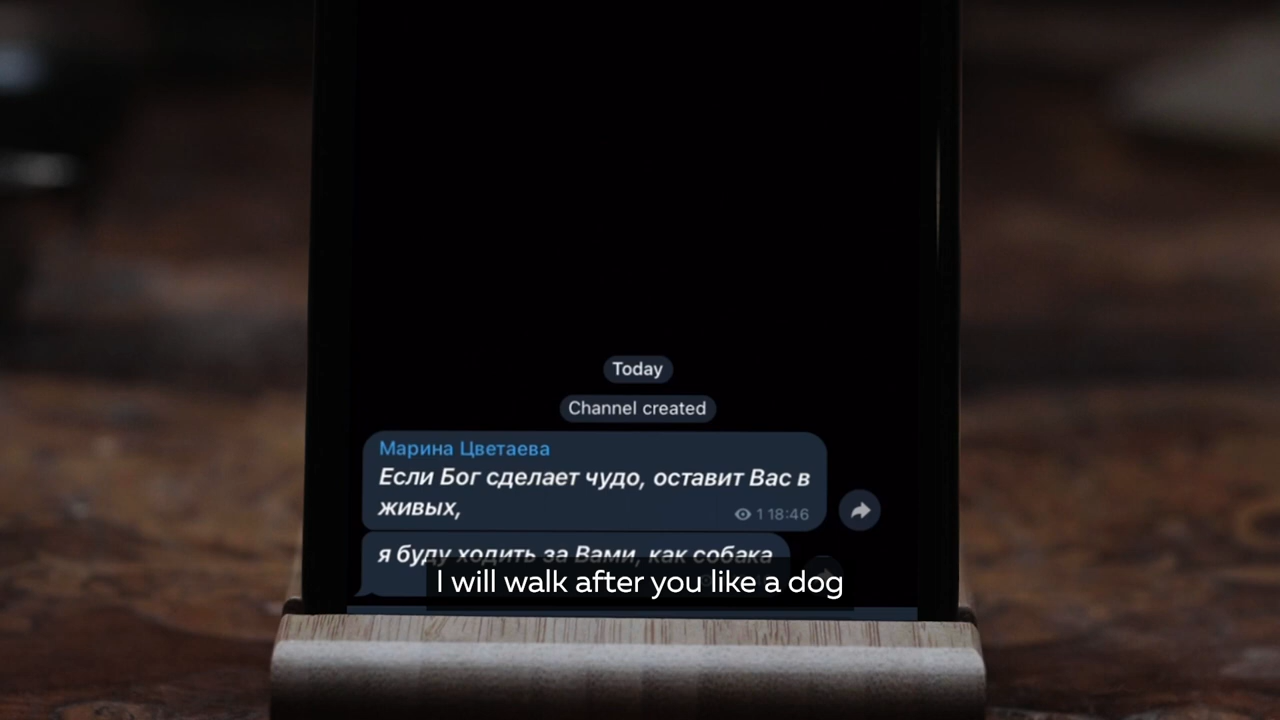 Today
Channel created
Марина Цветаева
Если Бог сделает чудо, оставит Вас в
живых,
1 18:46
я буду ходить за Вами, как собака
I will walk after you like a dog